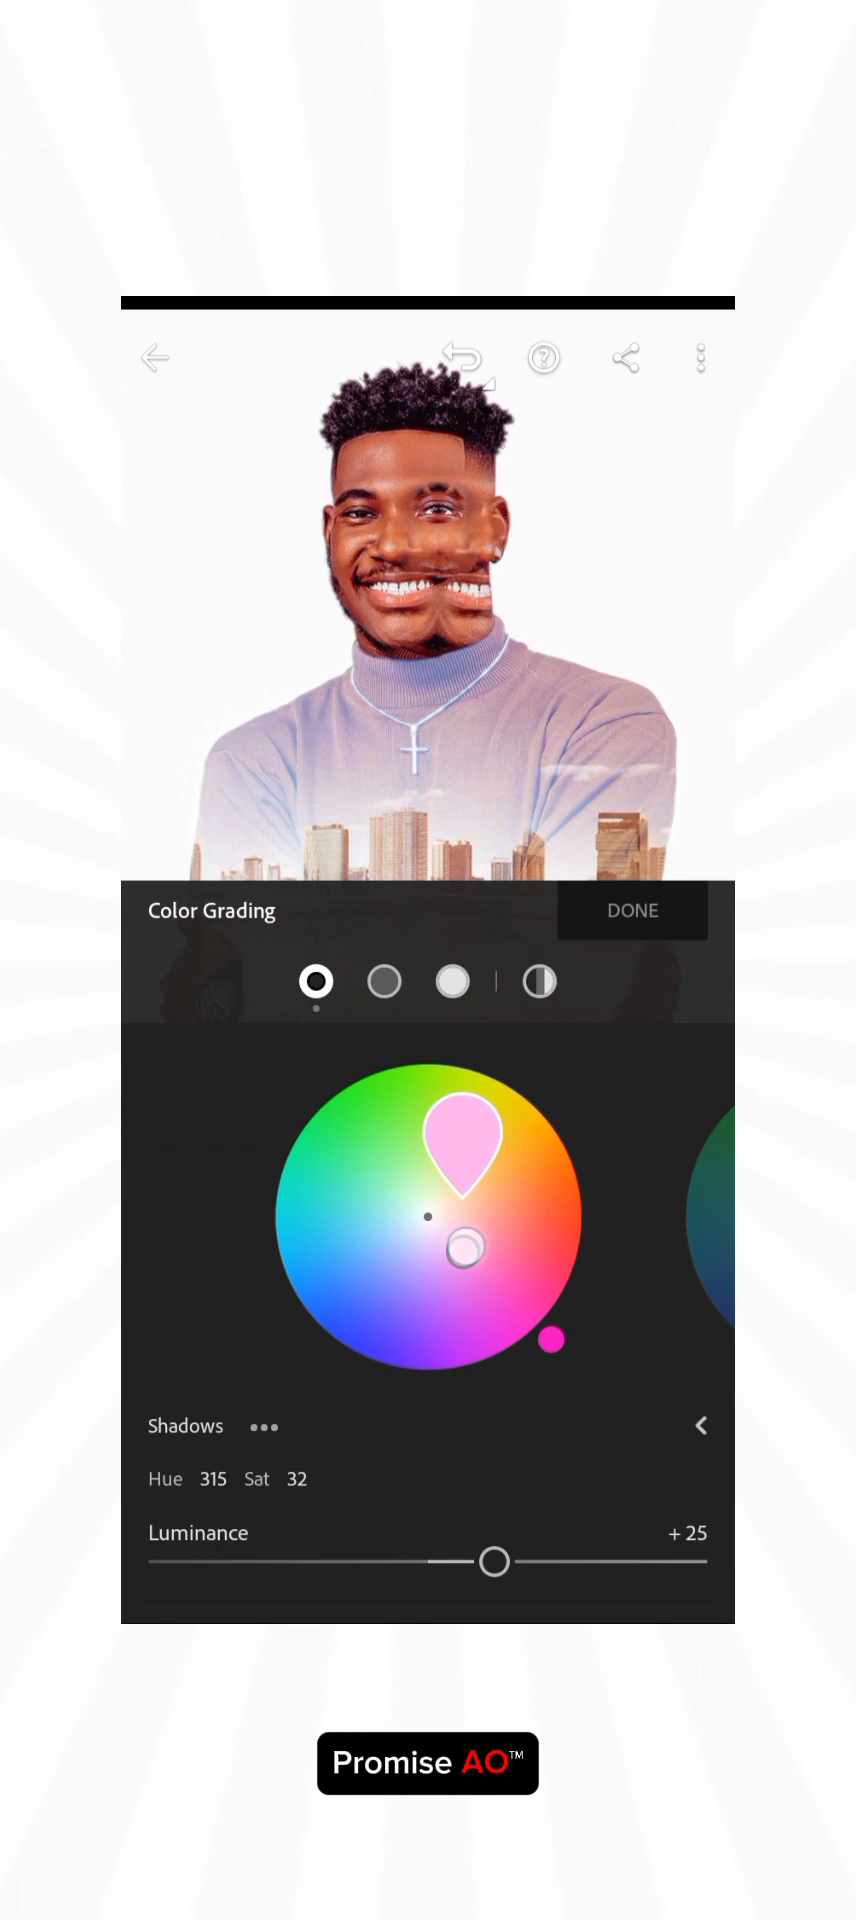 Color Grading
DONE
Shadows
Hue 315 Sat 32
Luminance +25
Promise AO™